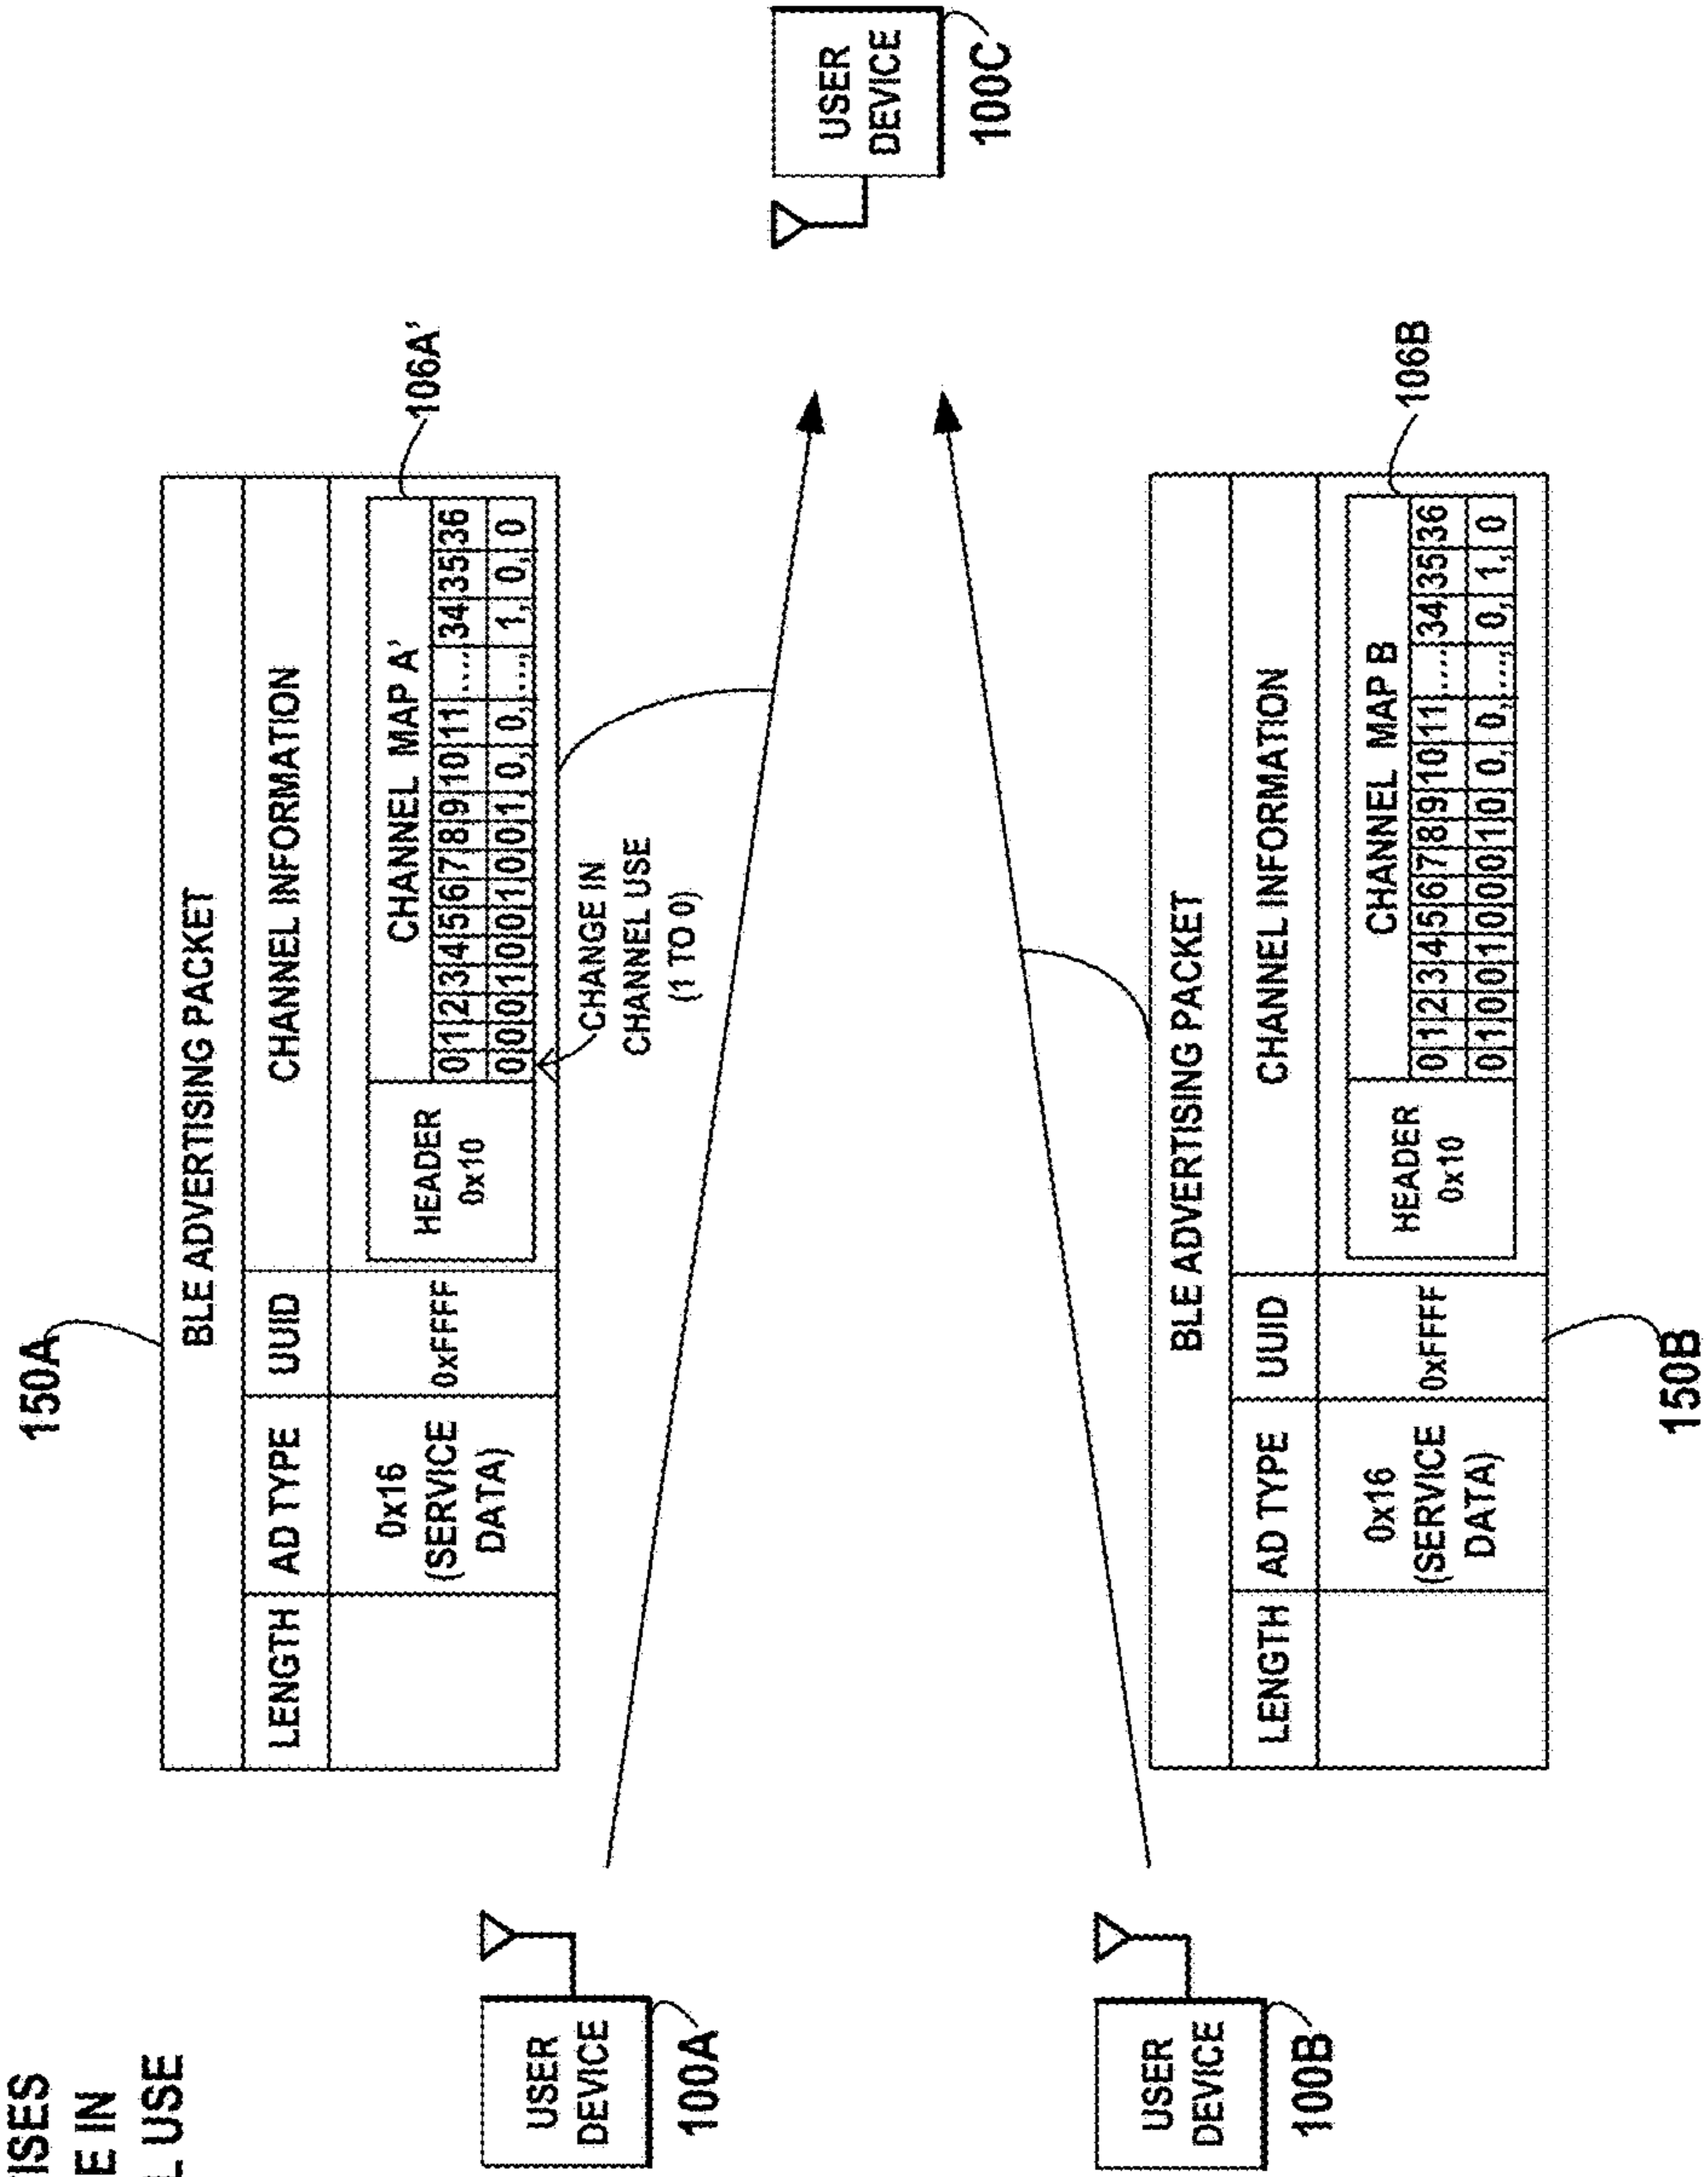 TISES
E IN
L USE
150A
BLE ADVERTISING PACKET
LENGTH AD TYPE UUID CHANNEL INFORMATION
0x16
(SERVICE
DATA)
0xFFFF
HEADER
0x10
CHANNEL MAP A'
0 1 2 3 4 5 6 7 8 9 10 11 .... 34 35 36
0 0 0 1 0 0 1 0 0 1 0, 0, ...., 1, 0, 0
106A'
CHANGE IN
CHANNEL USE
(1 TO 0)
USER
DEVICE
100A
USER
DEVICE
100C
BLE ADVERTISING PACKET
LENGTH AD TYPE UUID CHANNEL INFORMATION
0x16
(SERVICE
DATA)
0xFFFF
HEADER
0x10
CHANNEL MAP B
0 1 2 3 4 5 6 7 8 9 10 11 .... 34 35 36
0 1 0 0 1 0 0 0 1 0 0, 0, ...., 0, 1, 0
106B
150B
USER
DEVICE
100B